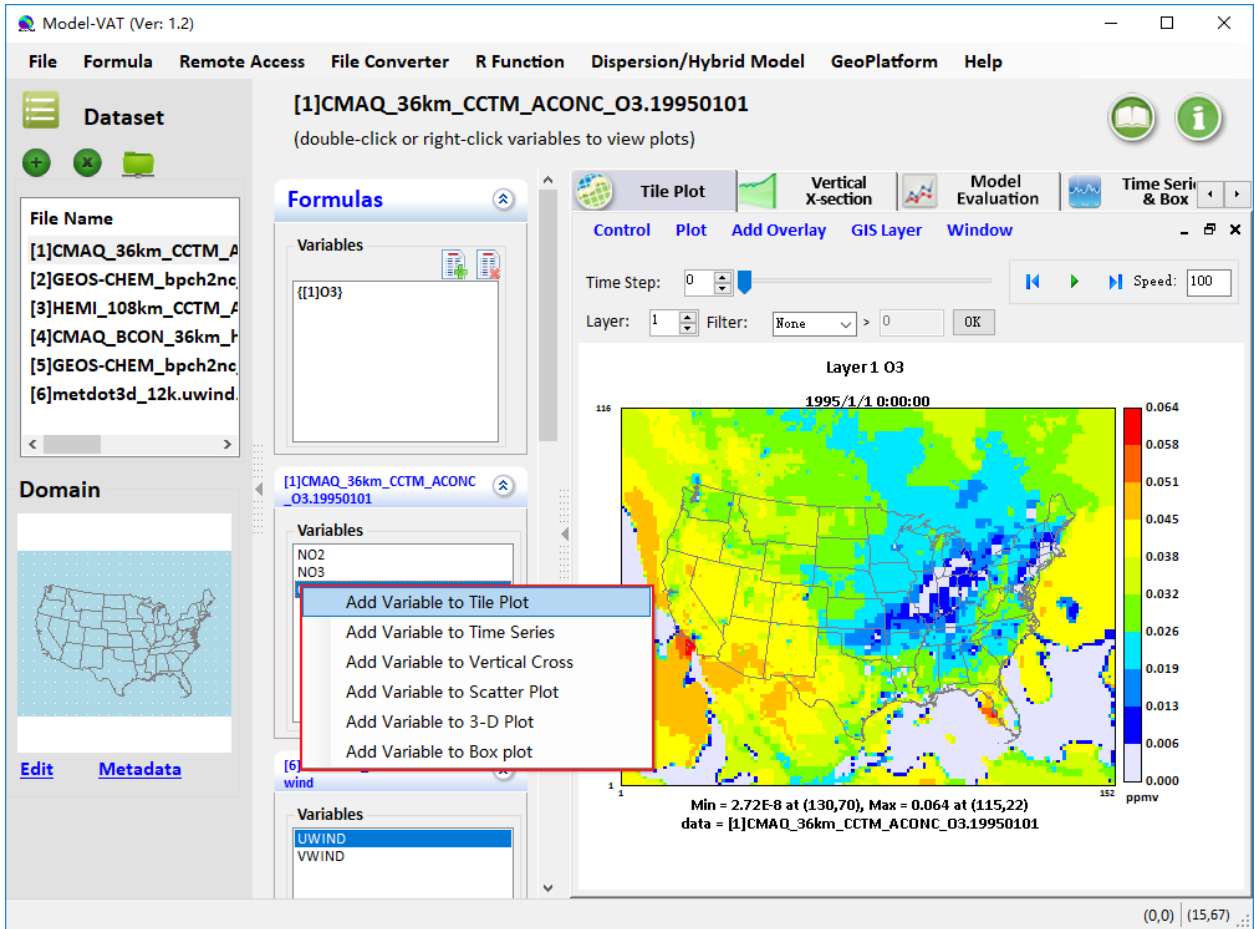 Model-VAT (Ver: 1.2)
File Formula Remote Access File Converter R Function Dispersion/Hybrid Model GeoPlatform Help
Dataset
File Name
[1]CMAQ_36km_CCTM_A
[2]GEOS-CHEM_bpch2nc
[3]HEMI_108km_CCTM_A
[4]CMAQ_BCON_36km_h
[5]GEOS-CHEM_bpch2nc
[6]metdot3d_12k.uwind.
Domain
Edit Metadata
[1]CMAQ_36km_CCTM_ACONC_O3.19950101
(double-click or right-click variables to view plots)
Formulas
Variables
{[1]O3}
[1]CMAQ_36km_CCTM_ACONC
_O3.19950101
Variables
NO2
NO3
Add Variable to Tile Plot
Add Variable to Time Series
Add Variable to Vertical Cross
Add Variable to Scatter Plot
Add Variable to 3-D Plot
Add Variable to Box plot
[6]
wind
Variables
UWIND
VWIND
Tile Plot
Vertical
X-section
Model
Evaluation
Time Serie
& Box
Control Plot Add Overlay GIS Layer Window
Time Step: 0
Speed: 100
Layer: 1 Filter: None > 0 OK
Layer 1 O3
1995/1/1 0:00:00
116
1
1
152
0.064
0.058
0.051
0.045
0.038
0.032
0.026
0.019
0.013
0.006
0.000
ppmv
Min = 2.72E-8 at (130,70), Max = 0.064 at (115,22)
data = [1]CMAQ_36km_CCTM_ACONC_O3.19950101
(0,0) (15,67)